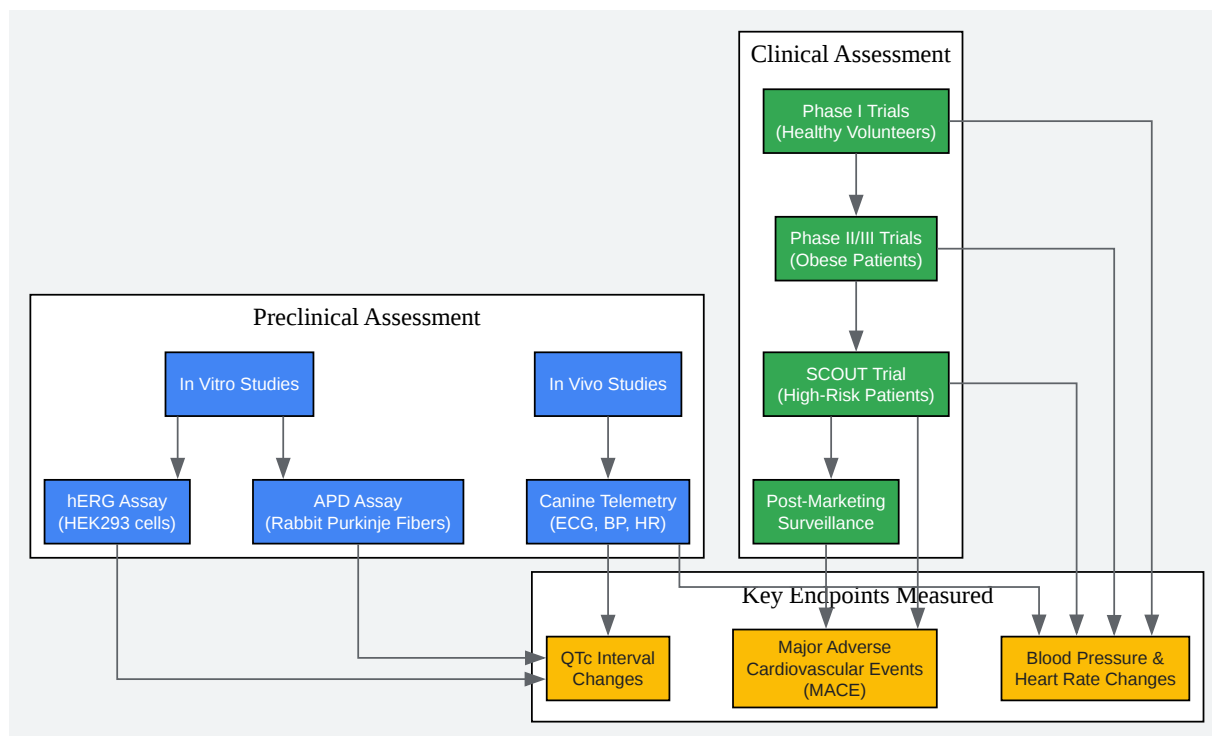 Clinical Assessment
Phase I Trials
(Healthy Volunteers)
Phase II/III Trials
(Obese Patients)
SCOUT Trial
(High-Risk Patients)
Post-Marketing
Surveillance
Preclinical Assessment
In Vitro Studies
In Vivo Studies
hERG Assay
(HEK293 cells)
APD Assay
(Rabbit Purkinje Fibers)
Canine Telemetry
(ECG, BP, HR)
Key Endpoints Measured
QTc Interval
Changes
Major Adverse
Cardiovascular Events
(MACE)
Blood Pressure &
Heart Rate Changes